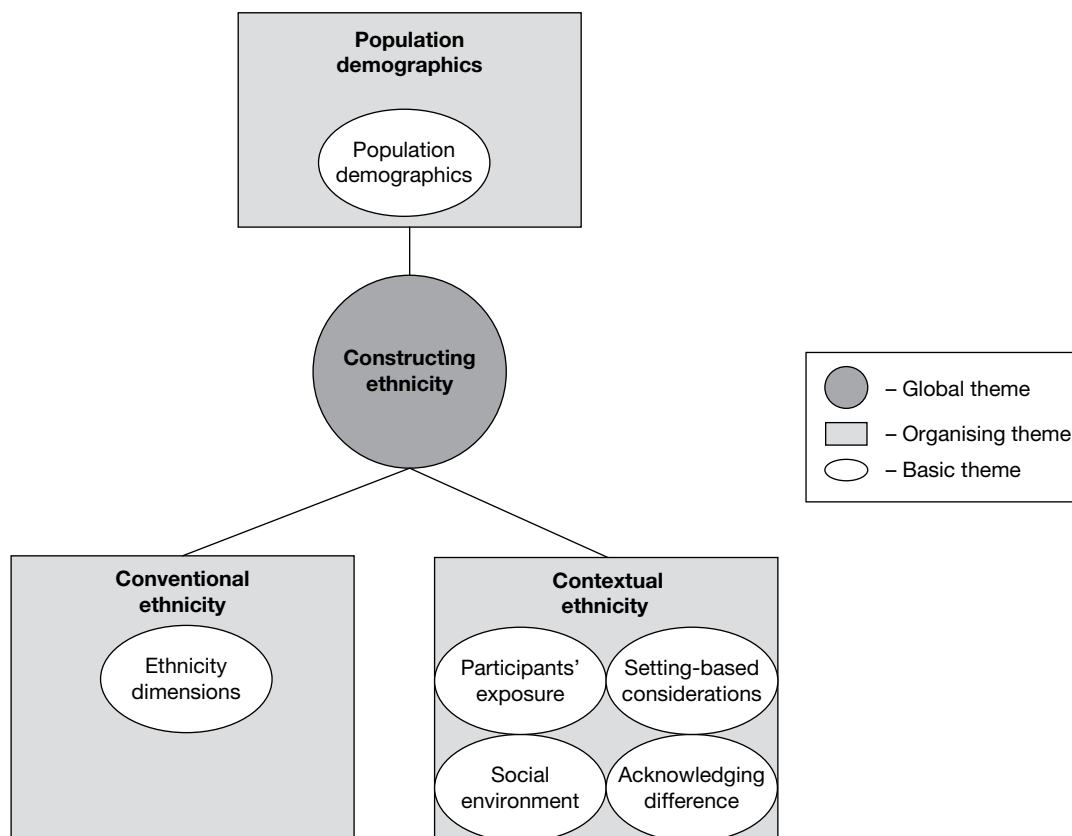 Population
demographics
Population
demographics
Constructing
ethnicity
– Global theme
– Organising theme
– Basic theme
Conventional
ethnicity
Ethnicity
dimensions
Contextual
ethnicity
Participants’
exposure
Setting-based
considerations
Social
environment
Acknowledging
difference